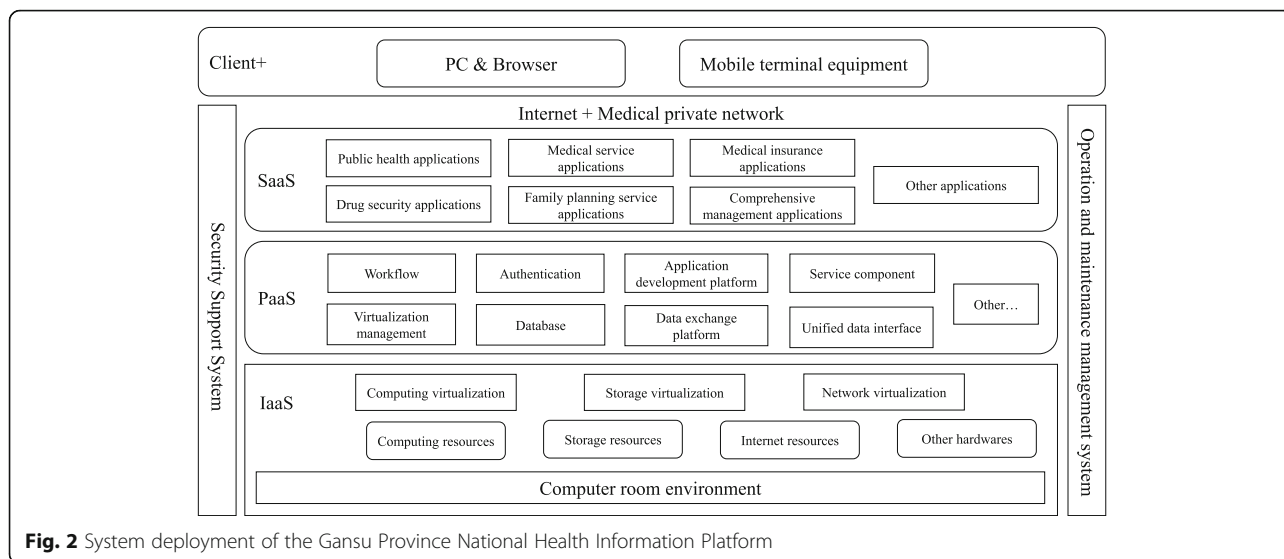 Client+
PC & Browser
Mobile terminal equipment
Internet + Medical private network
Security Support System
Operation and maintenance management system
SaaS
Public health applications
Medical service
applications
Medical insurance
applications
Other applications
Drug security applications
Family planning service
applications
Comprehensive
management applications
PaaS
Workflow
Authentication
Application
development platform
Service component
Other…
Virtualization
management
Database
Data exchange
platform
Unified data interface
IaaS
Computing virtualization
Storage virtualization
Network virtualization
Computing resources
Storage resources
Internet resources
Other hardwares
Computer room environment
Fig. 2 System deployment of the Gansu Province National Health Information Platform